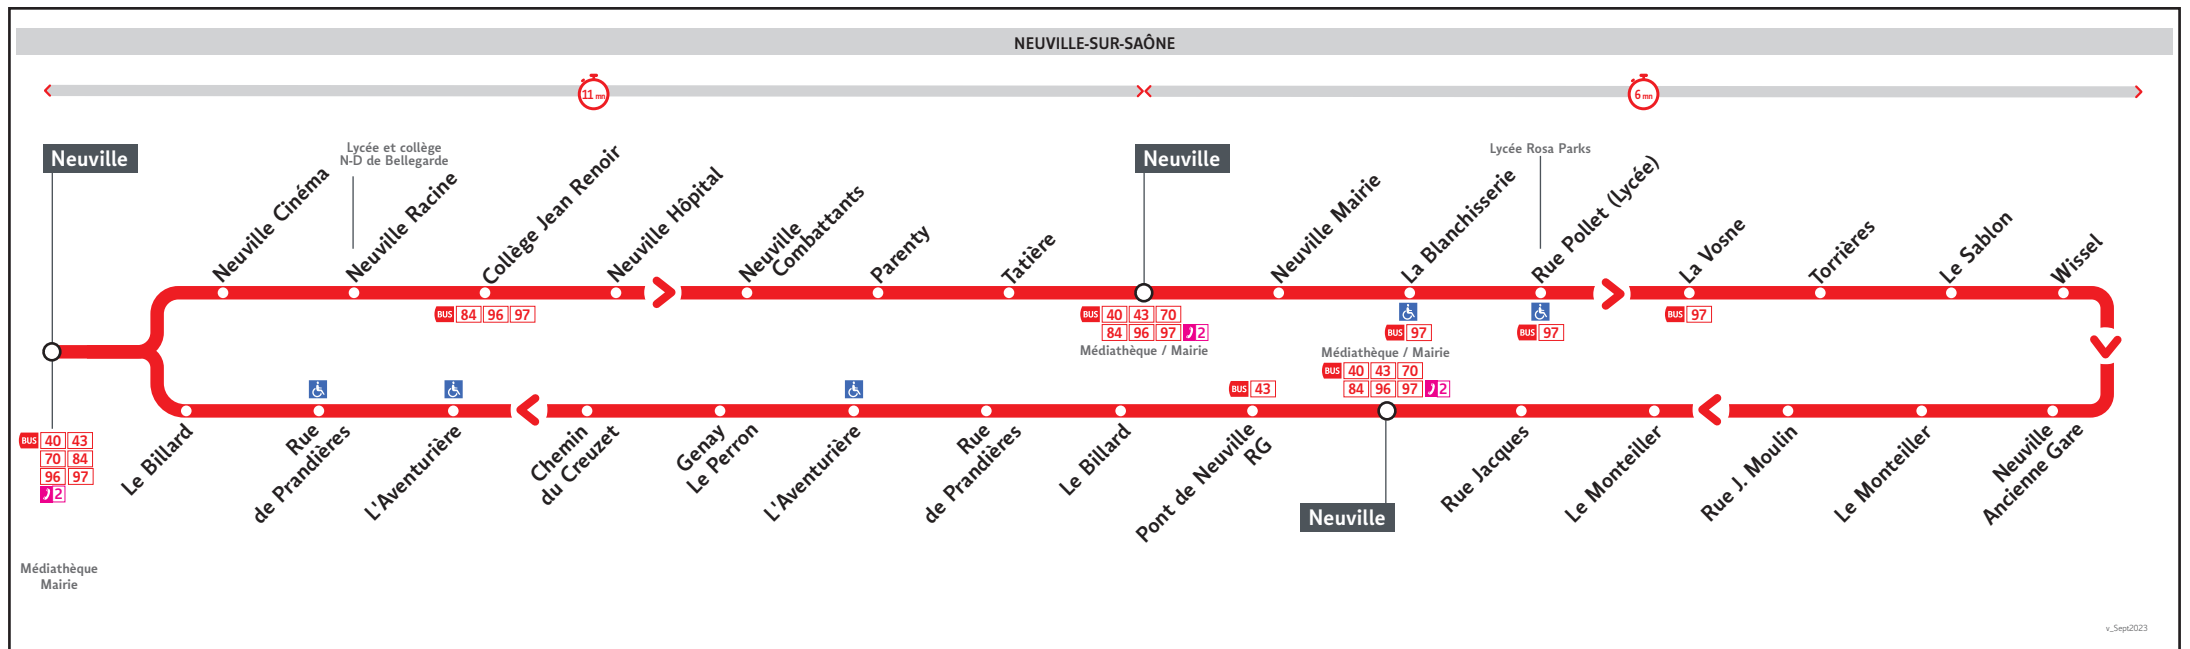 NEUVILLE-SUR-SAÔNE
11 mn
6 mn
Neuville
Lycée et collège
N-D de Bellegarde
Neuville
Lycée Rosa Parks
Neuville Cinéma
Neuville Racine
Collège Jean Renoir
Neuville Hôpital
Neuville
Combattants
Parenty
Tatière
Neuville Mairie
La Blanchisserie
Rue Pollet (Lycée)
La Vosne
Torrières
Le Sablon
Wissel
BUS 84 96 97
BUS 40 43 70
84 96 97 2
Médiathèque / Mairie
BUS 97
BUS 97
BUS 97
Médiathèque / Mairie
BUS 40 43 70
84 96 97 2
BUS 43
BUS 40 43
70 84
96 97
2
Médiathèque
Mairie
Le Billard
Rue
de Prandières
L'Aventurière
Chemin
du Creuzet
Genay
Le Perron
L'Aventurière
Rue
de Prandières
Le Billard
Pont de Neuville
RG
Neuville
Rue Jacques
Le Monteiller
Rue J. Moulin
Le Monteiller
Neuville
Ancienne Gare
v_Sept2023